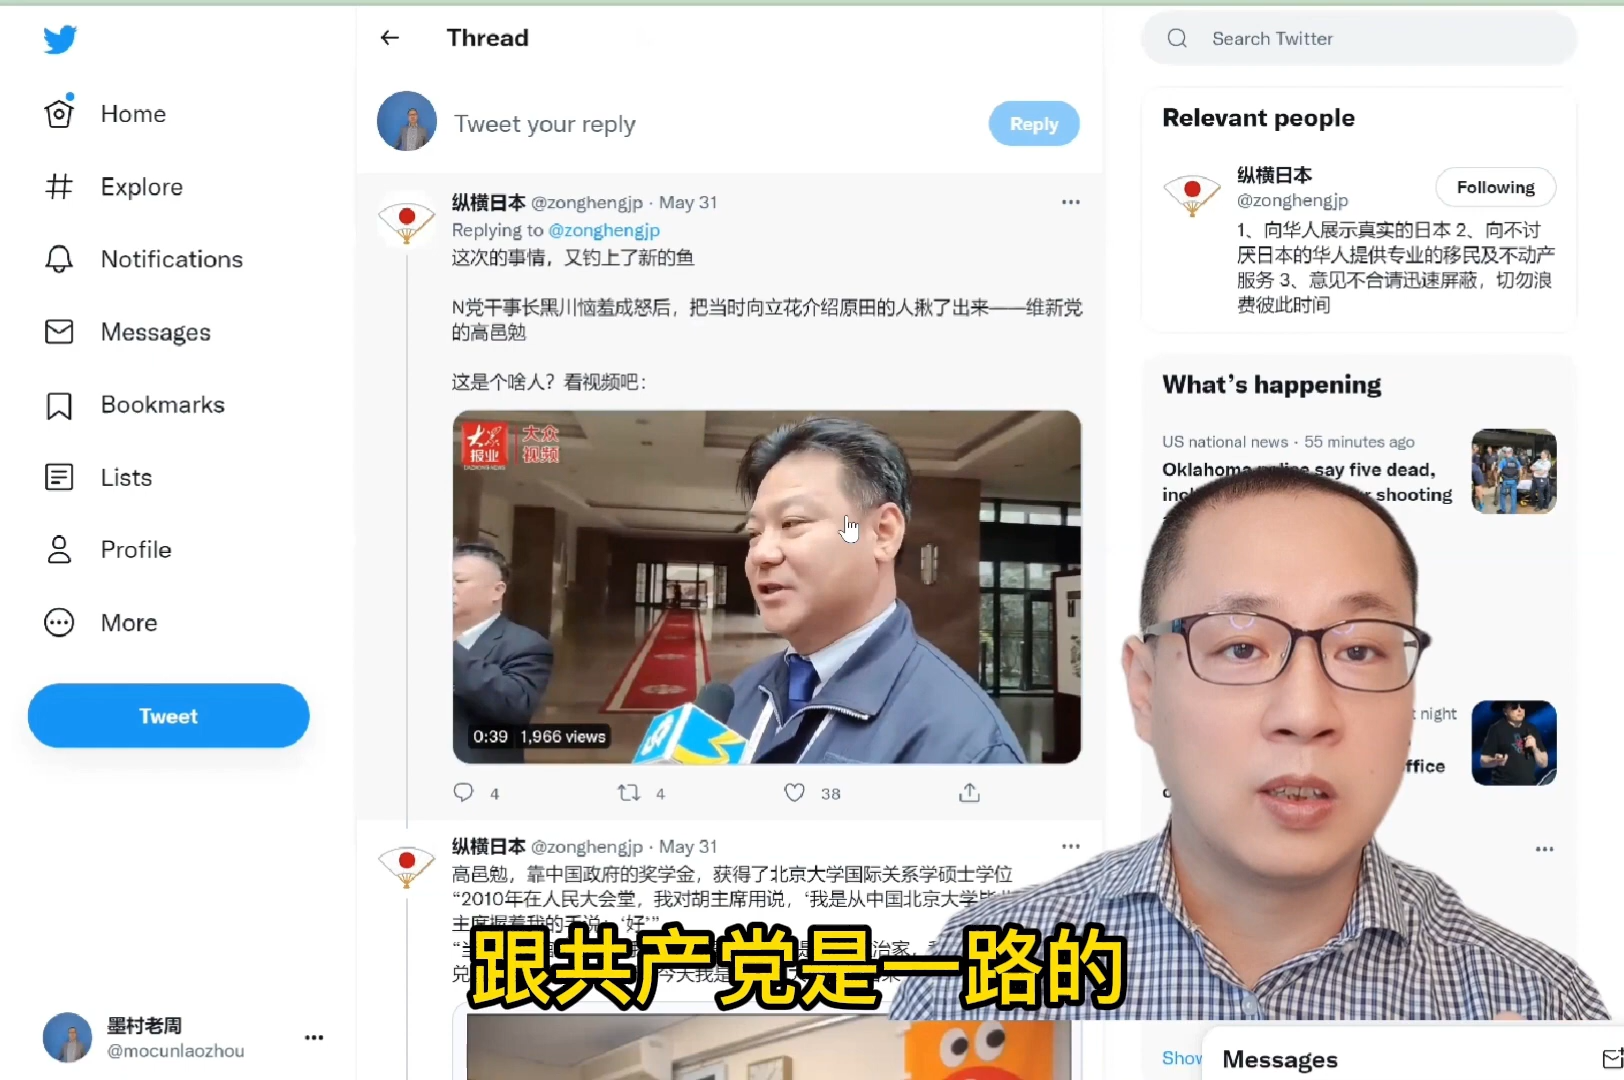 Home
Explore
Notifications
Messages
Bookmarks
Lists
Profile
More
Tweet
墨村老周
@mocunlaozhou
Thread
Tweet your reply
Reply
纵横日本 @zonghengjp · May 31
Replying to @zonghengjp
这次的事情，又钓上了新的鱼
N党干事长黑川恼羞成怒后，把当时向立花介绍原田的人揪了出来——维新党
的高邑勉
这是个啥人？看视频吧：
大众报业
大众视频
0:39 1,966 views
4
4
38
纵横日本 @zonghengjp · May 31
高邑勉，靠中国政府的奖学金，获得了北京大学国际关系学硕士学位
“2010年在人民大会堂，我对胡主席用说，‘我是从中国北京大学毕
主席握着我的手说：‘好’”
跟共产党是一路的
Search Twitter
Relevant people
纵横日本
@zonghengjp
Following
1、向华人展示真实的日本 2、向不讨
厌日本的华人提供专业的移民及不动产
服务 3、意见不合请迅速屏蔽，切勿浪
费彼此时间
What's happening
US national news · 55 minutes ago
Oklahoma police say five dead,
shooting
night
Show
Messages